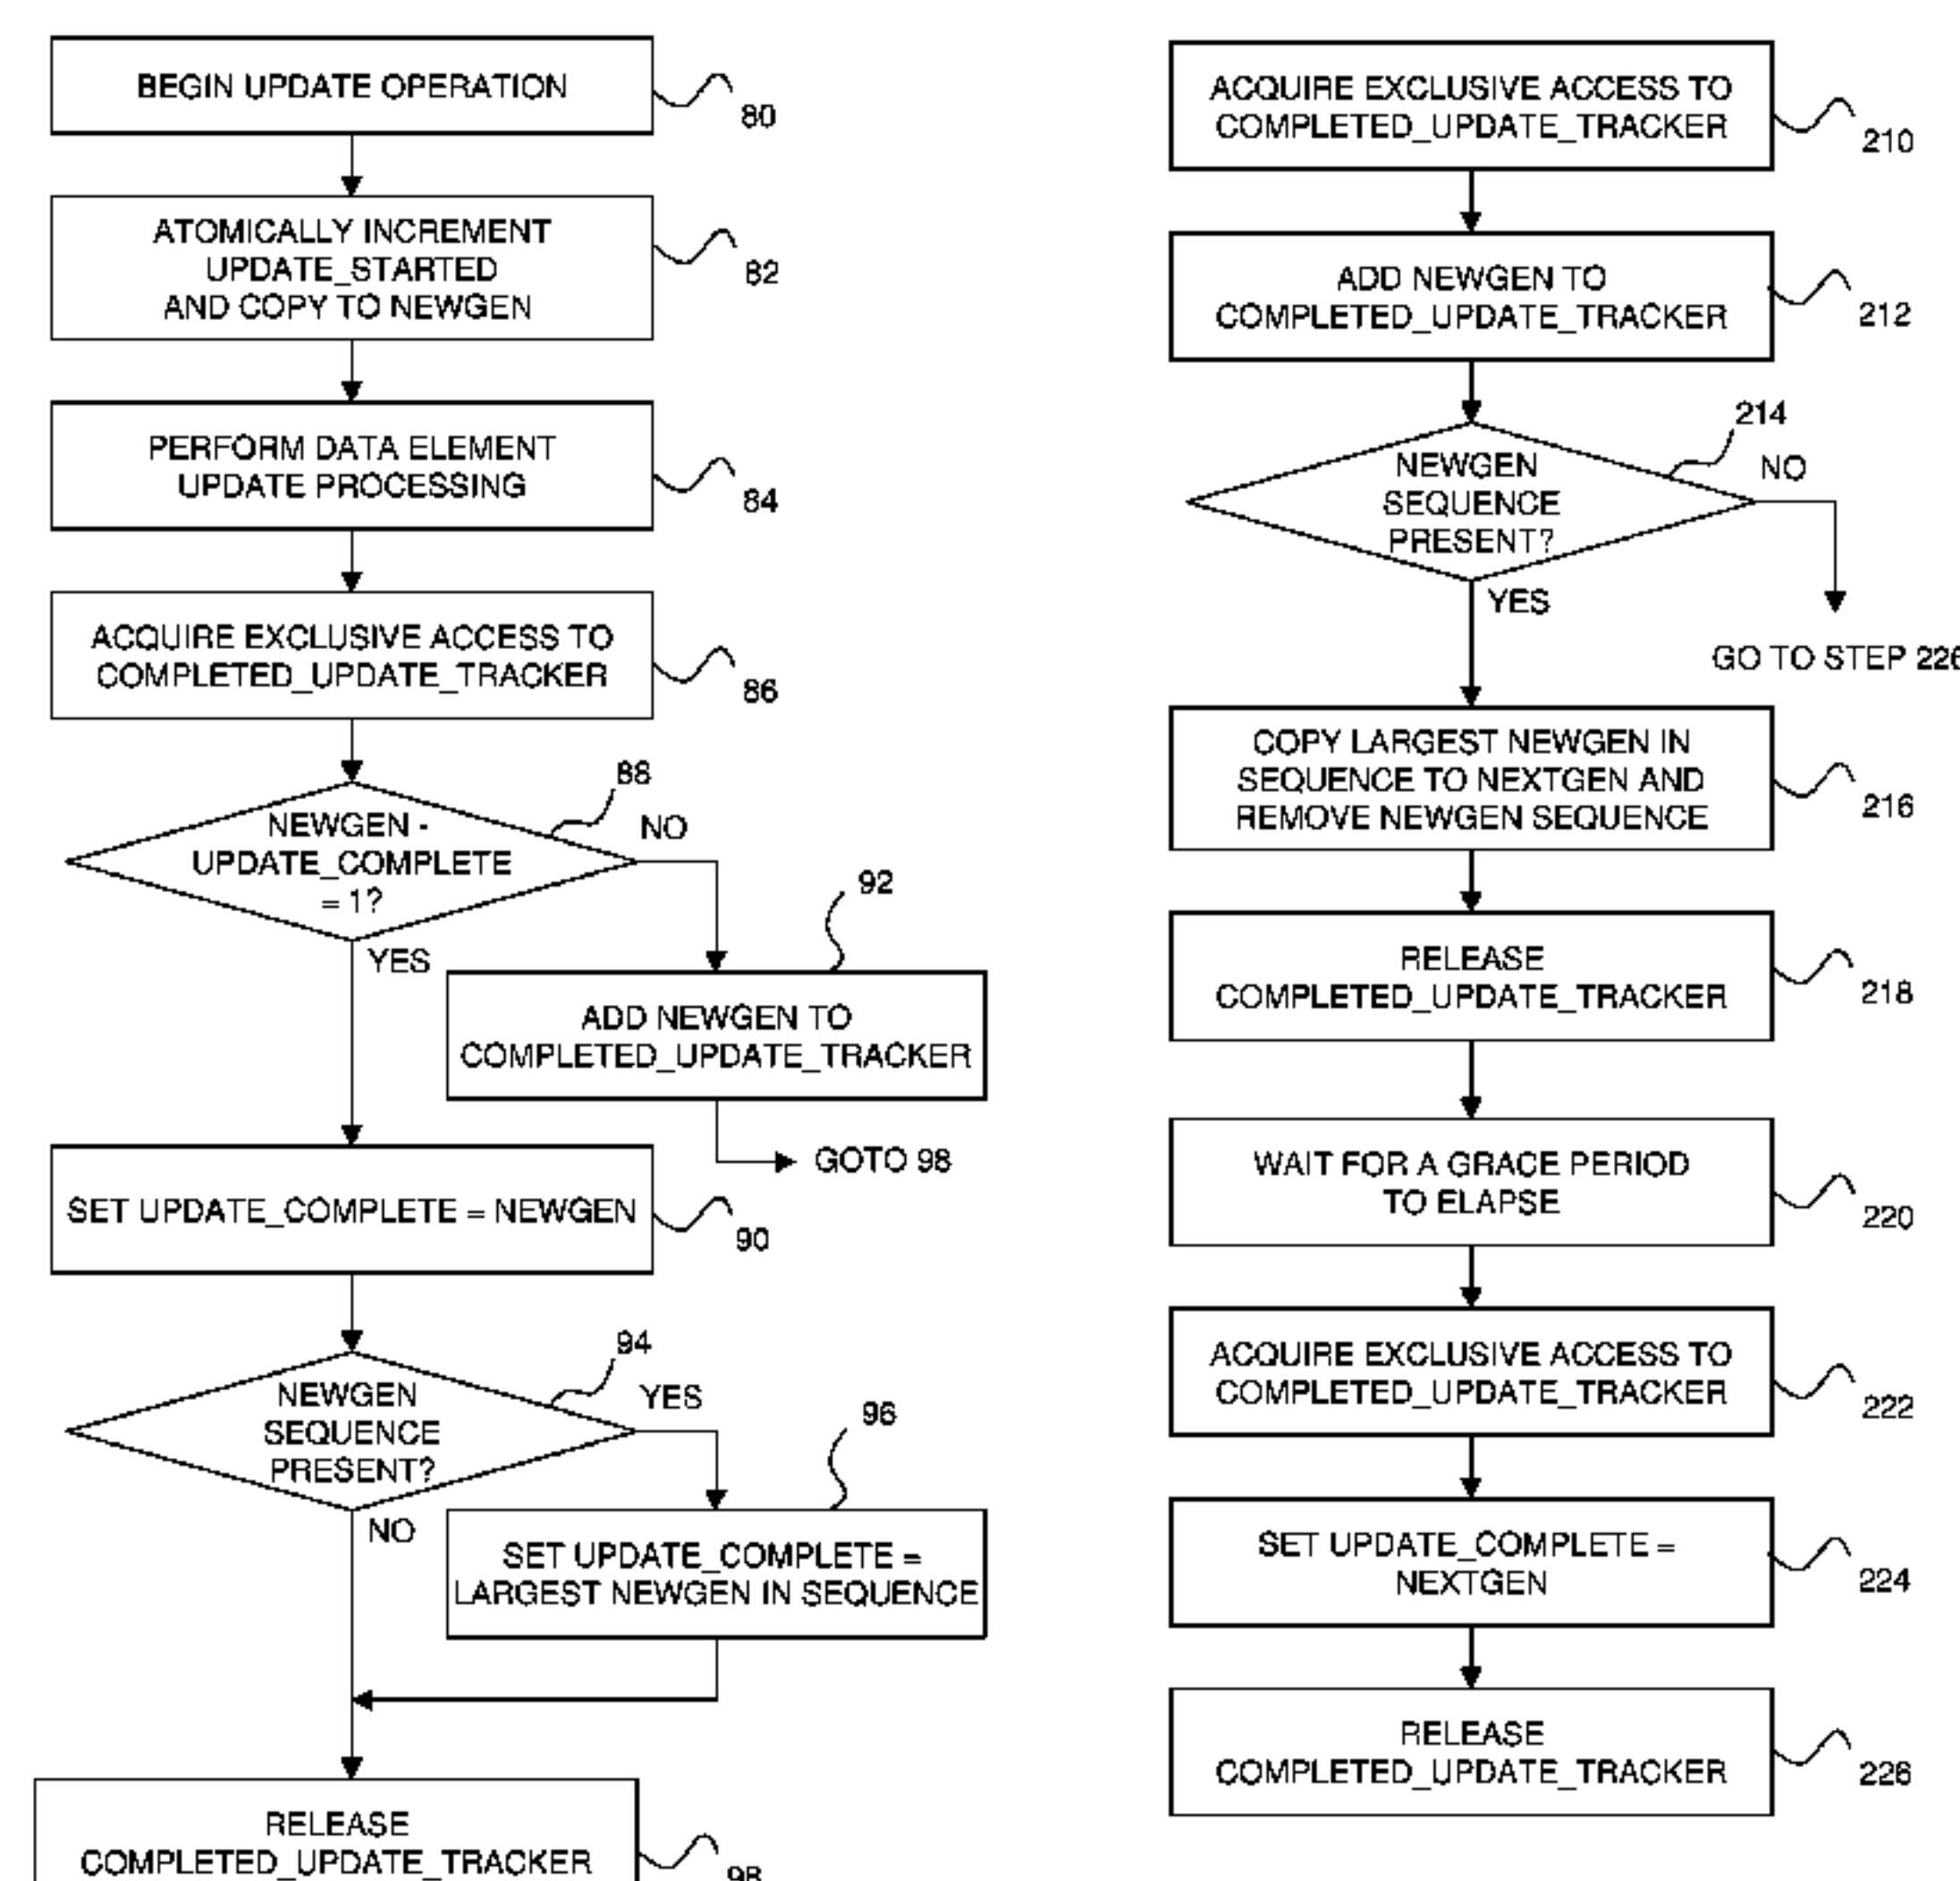 BEGIN UPDATE OPERATION
80
ATOMICALLY INCREMENT
UPDATE_STARTED
AND COPY TO NEWGEN
82
PERFORM DATA ELEMENT
UPDATE PROCESSING
84
ACQUIRE EXCLUSIVE ACCESS TO
COMPLETED_UPDATE_TRACKER
86
88
NEWGEN -
UPDATE_COMPLETE
= 1?
NO
YES
92
ADD NEWGEN TO
COMPLETED_UPDATE_TRACKER
GOTO 98
SET UPDATE_COMPLETE = NEWGEN
90
94
NEWGEN
SEQUENCE
PRESENT?
YES
NO
96
SET UPDATE_COMPLETE =
LARGEST NEWGEN IN SEQUENCE
RELEASE
COMPLETED_UPDATE_TRACKER
98
ACQUIRE EXCLUSIVE ACCESS TO
COMPLETED_UPDATE_TRACKER
210
ADD NEWGEN TO
COMPLETED_UPDATE_TRACKER
212
214
NEWGEN
SEQUENCE
PRESENT?
NO
YES
GO TO STEP 226
COPY LARGEST NEWGEN IN
SEQUENCE TO NEXTGEN AND
REMOVE NEWGEN SEQUENCE
216
RELEASE
COMPLETED_UPDATE_TRACKER
218
WAIT FOR A GRACE PERIOD
TO ELAPSE
220
ACQUIRE EXCLUSIVE ACCESS TO
COMPLETED_UPDATE_TRACKER
222
SET UPDATE_COMPLETE =
NEXTGEN
224
RELEASE
COMPLETED_UPDATE_TRACKER
226